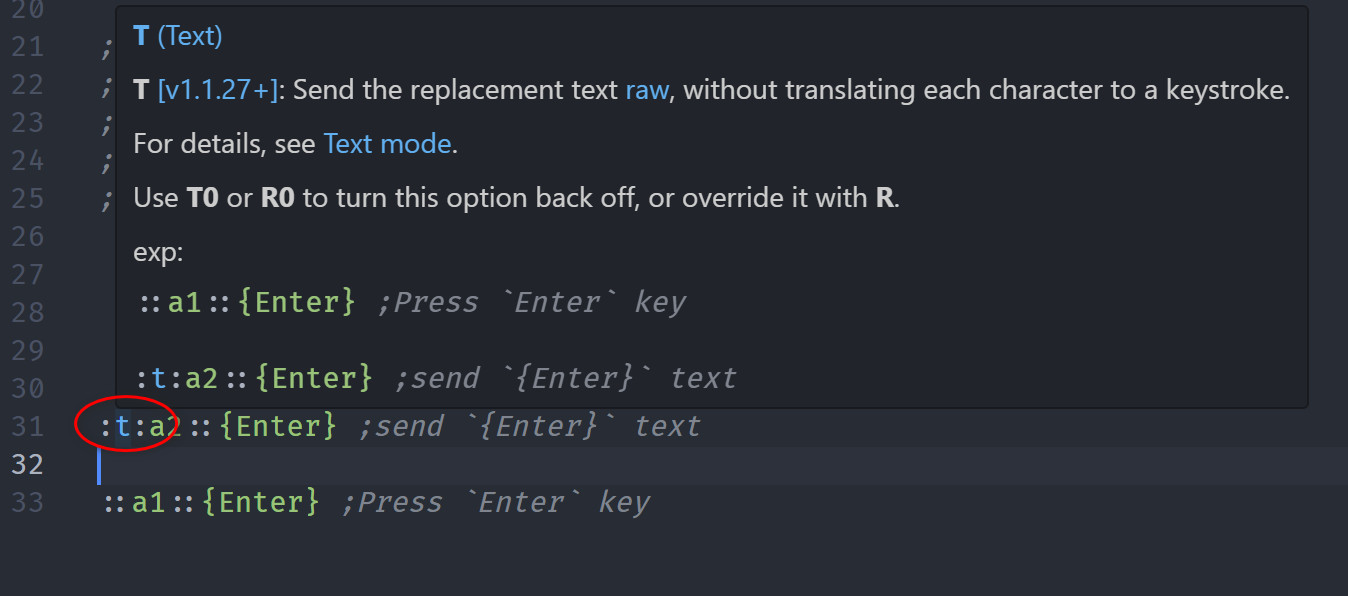 20
T (Text)
21 ;
22 ; T [v1.1.27+]: Send the replacement text raw, without translating each character to a keystroke.
23 ;
24 ; For details, see Text mode.
25 ; Use T0 or R0 to turn this option back off, or override it with R.
26
exp:
27
28 ::a1::{Enter} ;Press `Enter` key
29
30 :t:a2::{Enter} ;send `{Enter}` text
31 :t:a2::{Enter} ;send `{Enter}` text
32
33 ::a1::{Enter} ;Press `Enter` key